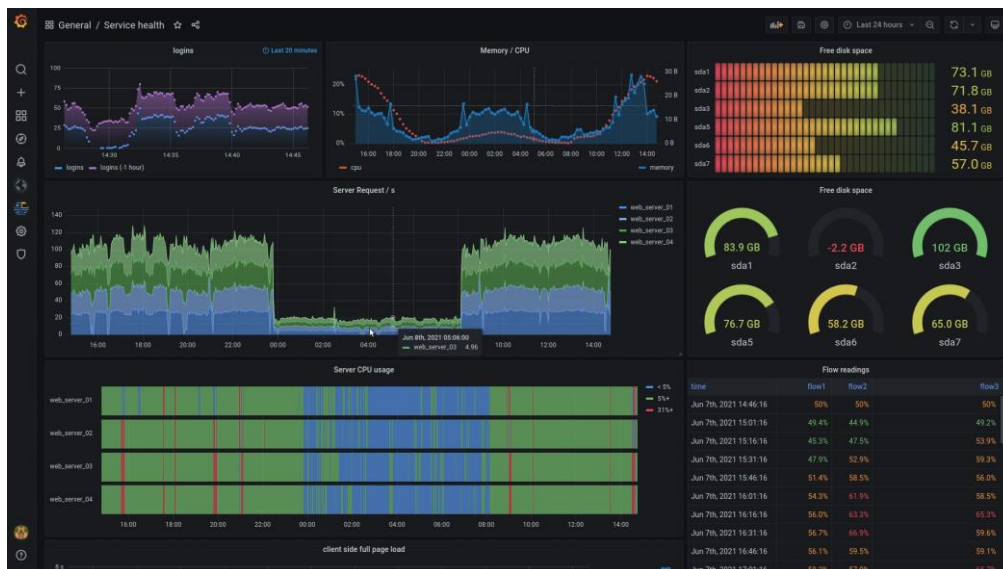 General / Service health
Last 24 hours
logins
Last 20 minutes
100
75
50
25
0
14:30
14:35
14:40
14:45
logins
logins (-1 hour)
Memory / CPU
20%
10%
0%
30 B
20 B
10 B
0 B
16:00 18:00 20:00 22:00 00:00 02:00 04:00 06:00 08:00 10:00 12:00 14:00
cpu
memory
Free disk space
sda1 73.1 GB
sda2 71.8 GB
sda3 38.1 GB
sda5 81.1 GB
sda6 45.7 GB
sda7 57.0 GB
Server Request / s
140
120
100
80
60
40
20
0
16:00 18:00 20:00 22:00 00:00 02:00 04:00 10:00 12:00 14:00
web_server_01
web_server_02
web_server_03
web_server_04
Jun 8th, 2021 05:06:00
web_server_03 4.96
Free disk space
83.9 GB
sda1
-2.2 GB
sda2
102 GB
sda3
76.7 GB
sda5
58.2 GB
sda6
65.0 GB
sda7
Server CPU usage
web_server_01
web_server_02
web_server_03
web_server_04
16:00 18:00 20:00 22:00 00:00 02:00 04:00 06:00 08:00 10:00 12:00 14:00
< 5%
5%+
31%+
Flow readings
time flow1 flow2 flow3
Jun 7th, 2021 14:46:16 50% 50% 50%
Jun 7th, 2021 15:01:16 49.4% 44.9% 49.2%
Jun 7th, 2021 15:16:16 45.3% 47.5% 53.9%
Jun 7th, 2021 15:31:16 47.9% 52.9% 59.3%
Jun 7th, 2021 15:46:16 51.4% 58.5% 56.0%
Jun 7th, 2021 16:01:16 54.3% 61.9% 58.5%
Jun 7th, 2021 16:16:16 56.0% 63.3% 65.3%
Jun 7th, 2021 16:31:16 56.7% 66.9% 59.6%
Jun 7th, 2021 16:46:16 56.1% 59.5% 59.1%
client side full page load